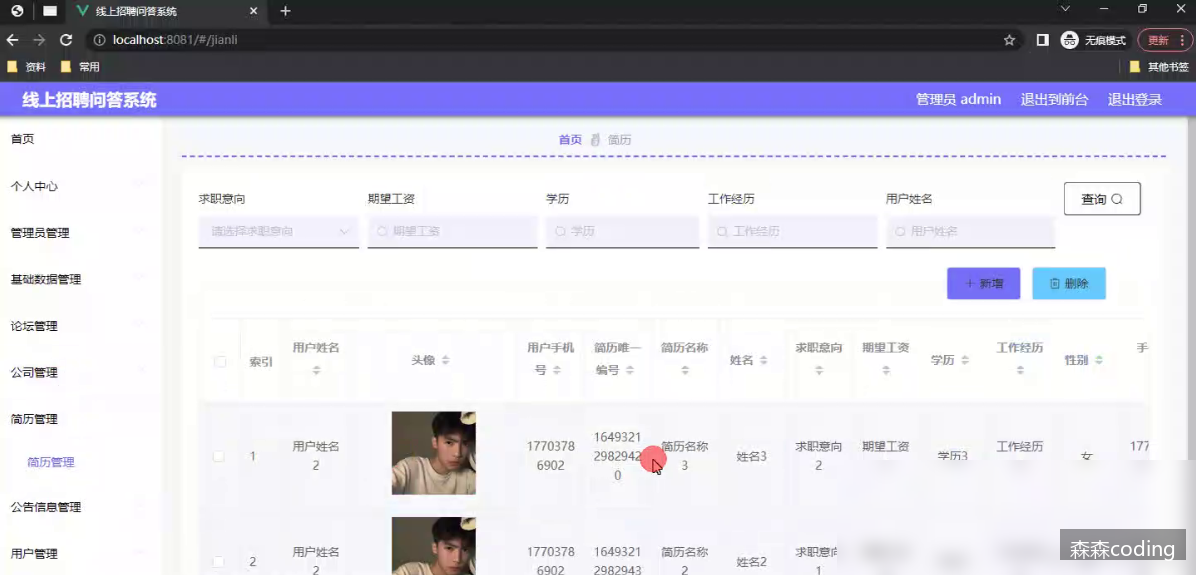 线上招聘问答系统
localhost:8081/#/jianli
无痕模式
更新
资料
常用
其他书签
线上招聘问答系统
管理员 admin
退出到前台
退出登录
首页
个人中心
管理员管理
基础数据管理
论坛管理
公司管理
简历管理
简历管理
公告信息管理
用户管理
首页
简历
求职意向
期望工资
学历
工作经历
用户姓名
请选择求职意向
期望工资
学历
工作经历
用户姓名
查询
新增
删除
索引
用户姓名
头像
用户手机
号
简历唯一
编号
简历名称
姓名
求职意向
期望工资
学历
工作经历
性别
手
1
用户姓名
2
1770378
6902
1649321
2982942
0
简历名称
3
姓名3
求职意向
2
期望工资
学历3
工作经历
女
177
2
用户姓名
2
1770378
6902
1649321
2982943
简历名称
2
姓名2
求职意向
1
森森coding